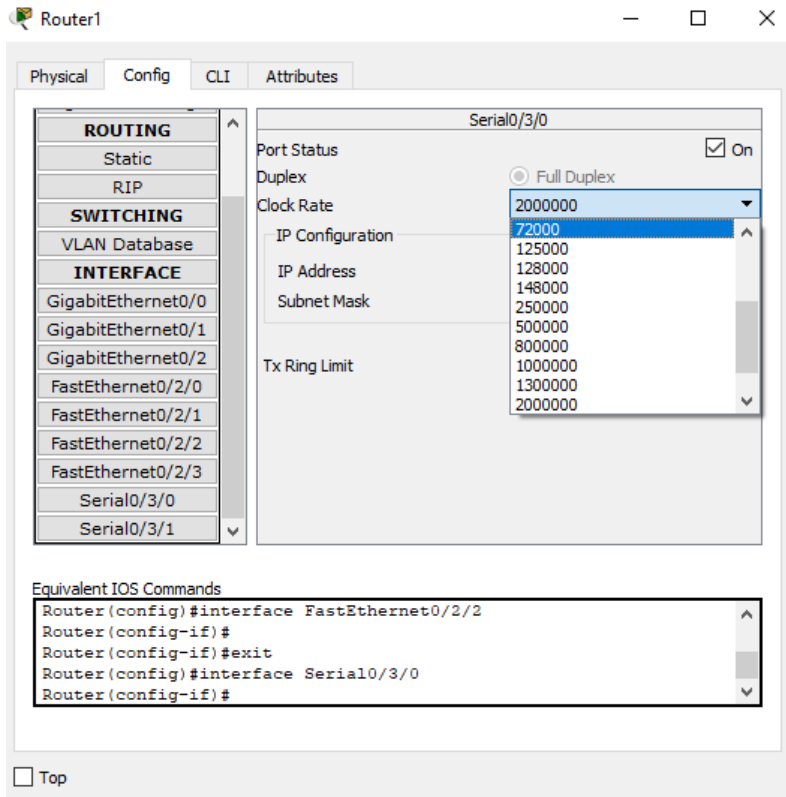 Router1
Physical Config CLI Attributes
ROUTING
Static
RIP
SWITCHING
VLAN Database
INTERFACE
GigabitEthernet0/0
GigabitEthernet0/1
GigabitEthernet0/2
FastEthernet0/2/0
FastEthernet0/2/1
FastEthernet0/2/2
FastEthernet0/2/3
Serial0/3/0
Serial0/3/1
Serial0/3/0
Port Status On
Duplex Full Duplex
Clock Rate 2000000
IP Configuration
IP Address
Subnet Mask
Tx Ring Limit
72000
125000
128000
148000
250000
500000
800000
1000000
1300000
2000000
Equivalent IOS Commands
Router(config)#interface FastEthernet0/2/2
Router(config-if)#
Router(config-if)#exit
Router(config)#interface Serial0/3/0
Router(config-if)#
Top